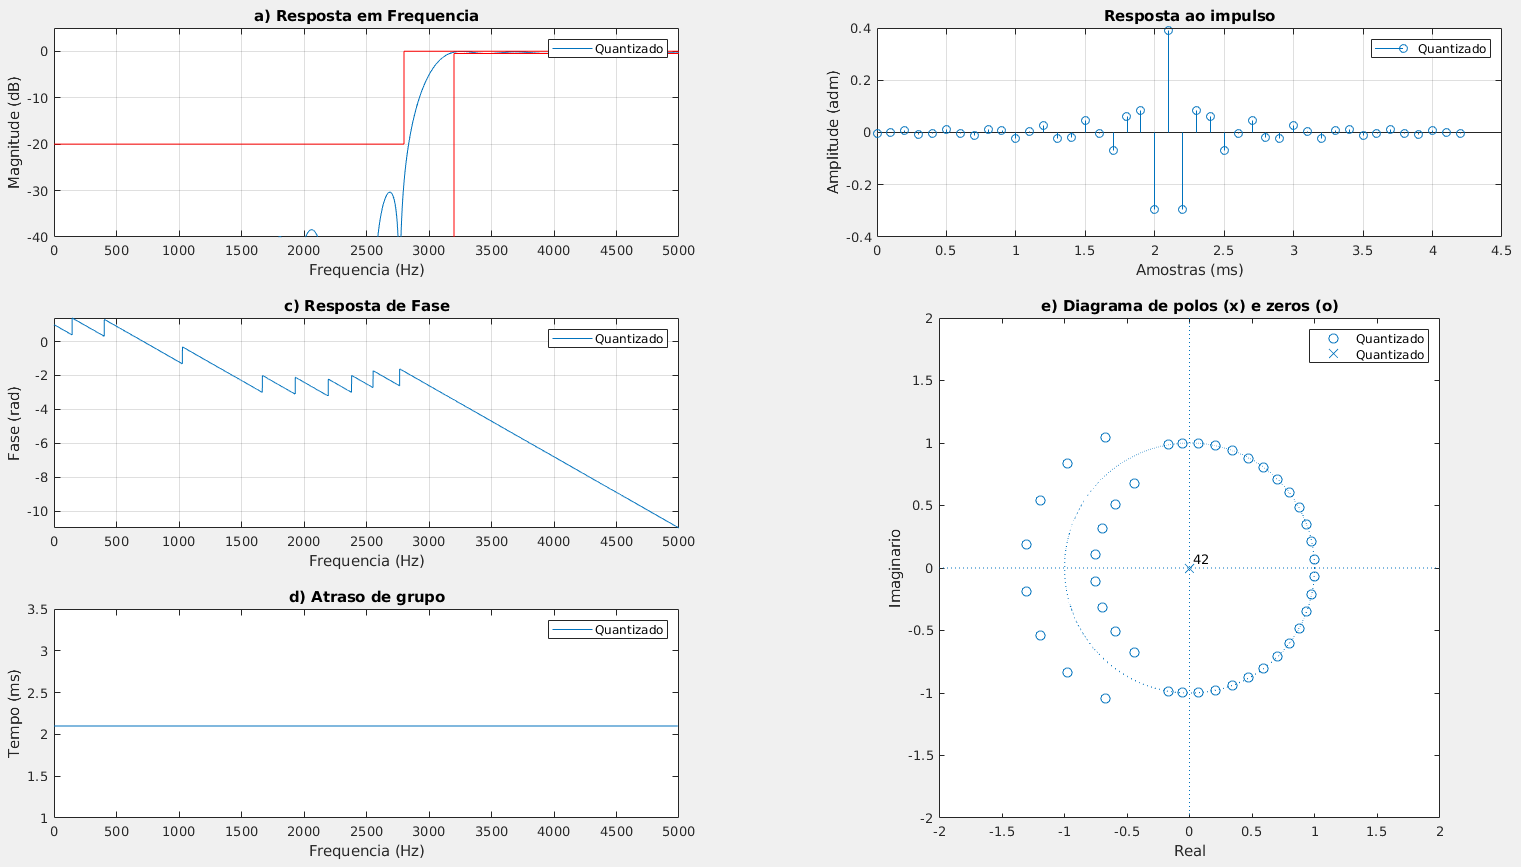 a) Resposta em Frequencia
Quantizado
Magnitude (dB)
0
-10
-20
-30
-40
0 500 1000 1500 2000 2500 3000 3500 4000 4500 5000
Frequencia (Hz)
Resposta ao impulso
Quantizado
Amplitude (adm)
0.4
0.2
0
-0.2
-0.4
0 0.5 1 1.5 2 2.5 3 3.5 4 4.5
Amostras (ms)
c) Resposta de Fase
Quantizado
Fase (rad)
0
-2
-4
-6
-8
-10
0 500 1000 1500 2000 2500 3000 3500 4000 4500 5000
Frequencia (Hz)
d) Atraso de grupo
Quantizado
Tempo (ms)
3.5
3
2.5
2
1.5
1
0 500 1000 1500 2000 2500 3000 3500 4000 4500 5000
Frequencia (Hz)
e) Diagrama de polos (x) e zeros (o)
Quantizado
Quantizado
Imaginario
2
1.5
1
0.5
0
-0.5
-1
-1.5
-2
42
-2 -1.5 -1 -0.5 0 0.5 1 1.5 2
Real